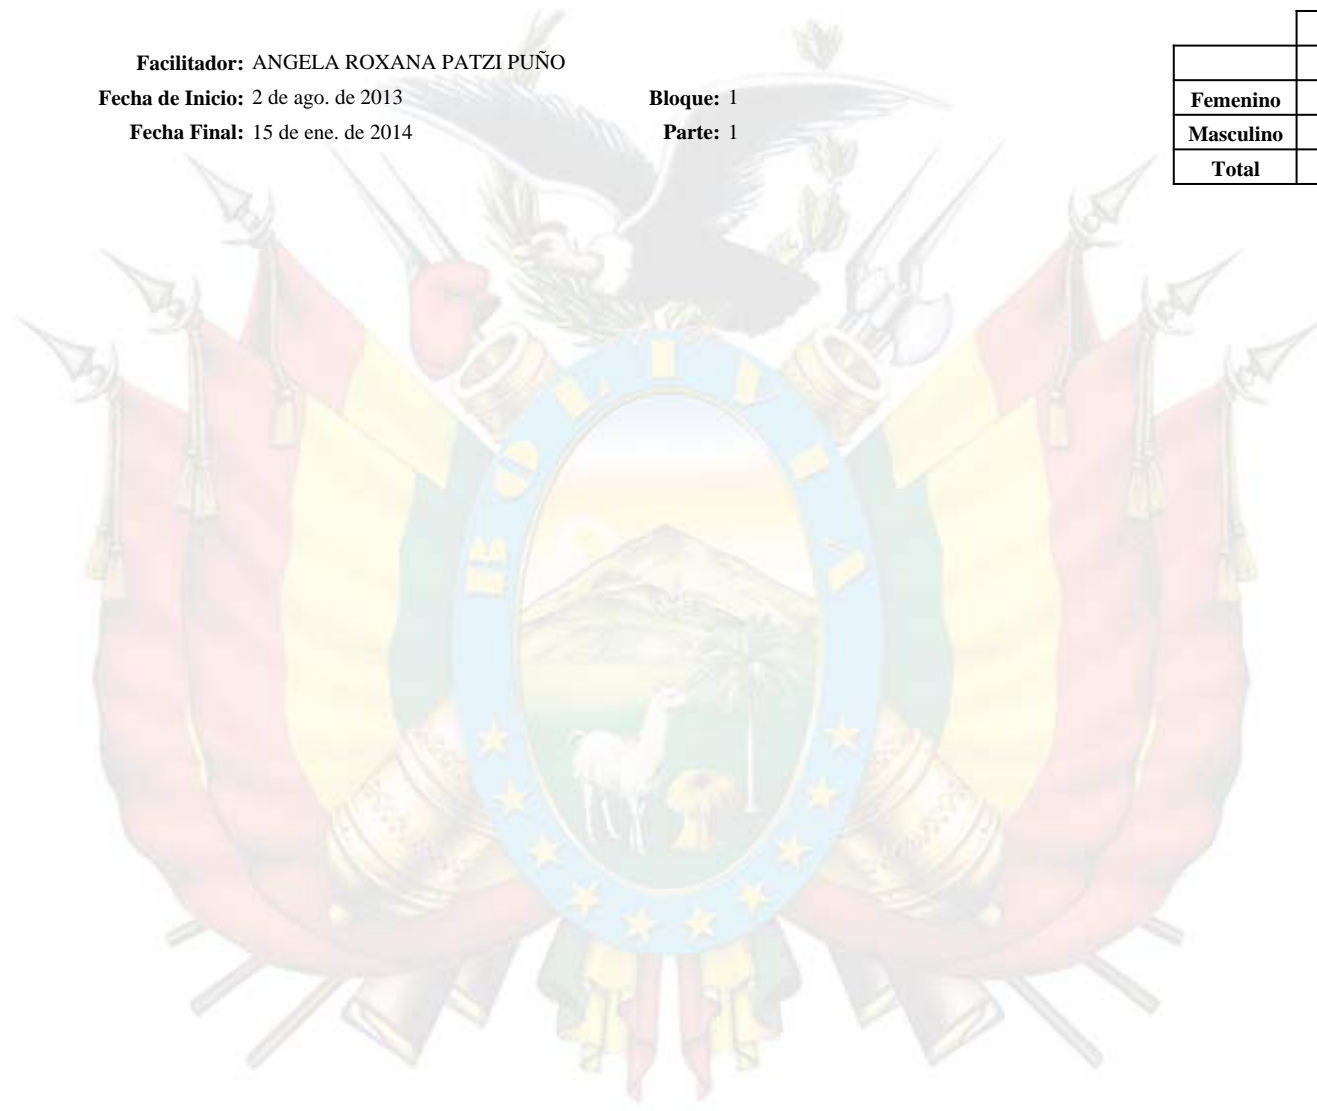 Facilitador: ANGELA ROXANA PATZI PUÑO
Fecha de Inicio: 2 de ago. de 2013 Bloque: 1
Fecha Final: 15 de ene. de 2014 Parte: 1
Femenino
Masculino
Total
BOLIVIA